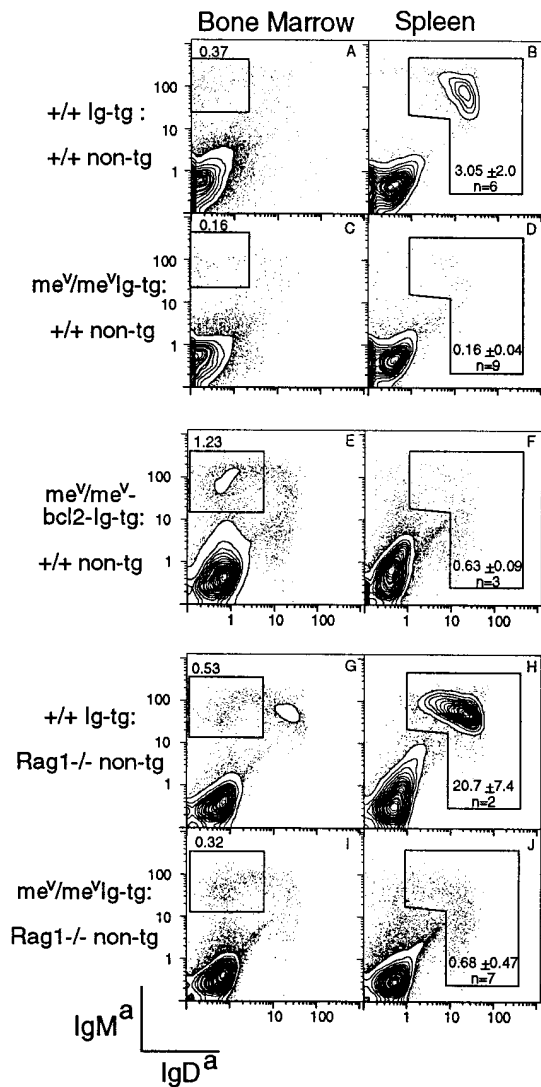 Bone Marrow Spleen
0.37 A B
100
10
1
+/+ Ig-tg :
+/+ non-tg
3.05 ±2.0
n=6
0.16 C D
100
10
1
me^v/me^v Ig-tg:
+/+ non-tg
0.16 ±0.04
n=9
1.23 E F
100
10
1
me^v/me^v-
bcl2-Ig-tg:
+/+ non-tg
0.63 ±0.09
n=3
1 10 100 1 10 100
0.53 G H
100
10
1
+/+ Ig-tg:
Rag1-/- non-tg
20.7 ±7.4
n=2
0.32 I J
100
10
1
me^v/me^v Ig-tg:
Rag1-/- non-tg
0.68 ±0.47
n=7
1 10 100 1 10 100
IgM^a
IgD^a